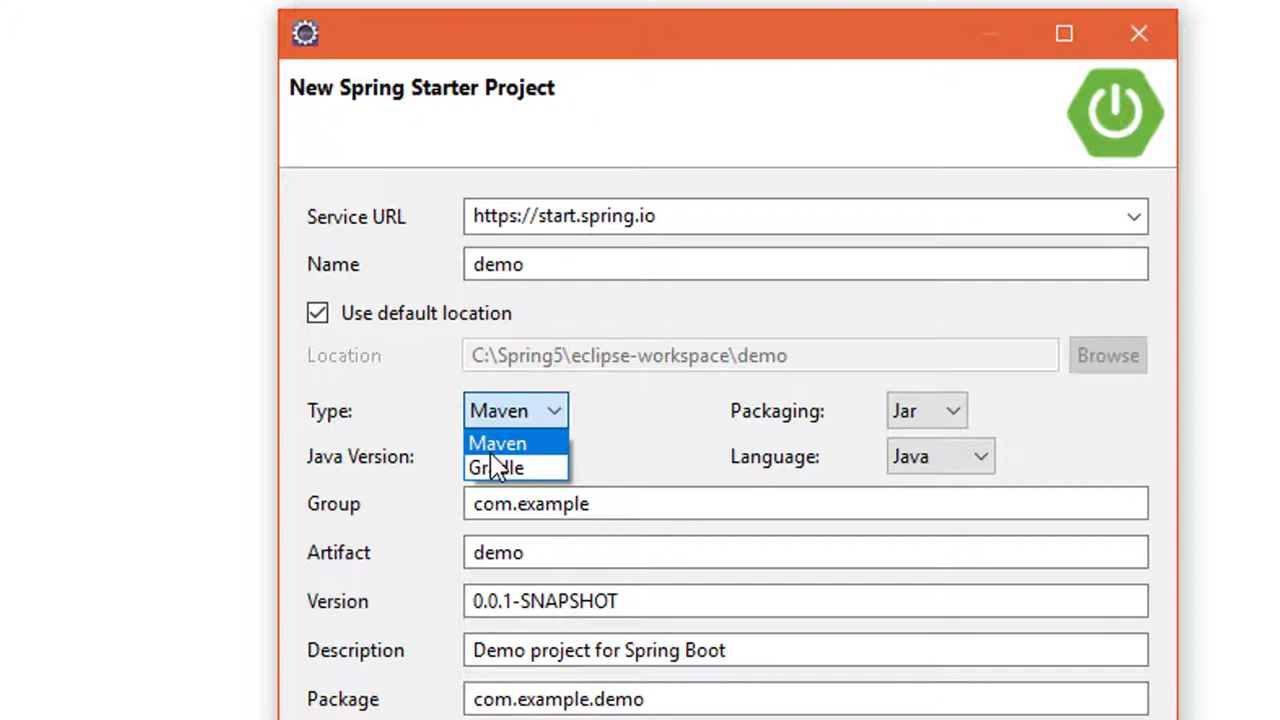 New Spring Starter Project
Service URL https://start.spring.io
Name demo
Use default location
Location C:\Spring5\eclipse-workspace\demo Browse
Type: Maven Packaging: Jar
Maven
Java Version: Language: Java
Gradle
Group com.example
Artifact demo
Version 0.0.1-SNAPSHOT
Description Demo project for Spring Boot
Package com.example.demo